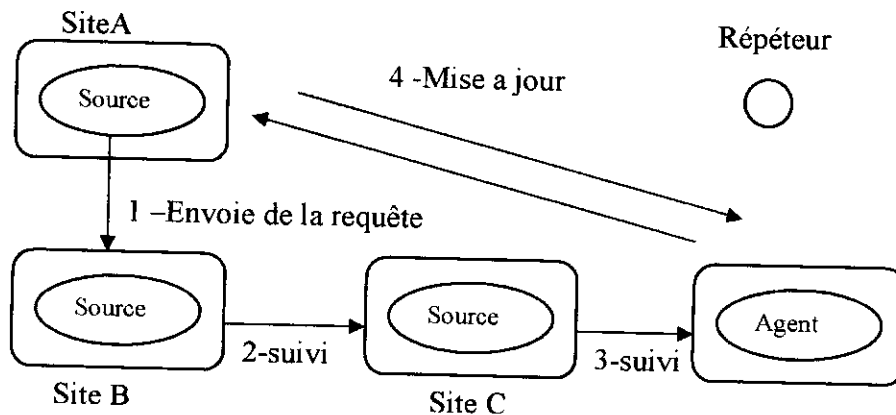 SiteA
Répéteur
Source
4 -Mise a jour
1 –Envoie de la requête
Source
Source
Agent
2-suivi
3-suivi
Site B
Site C